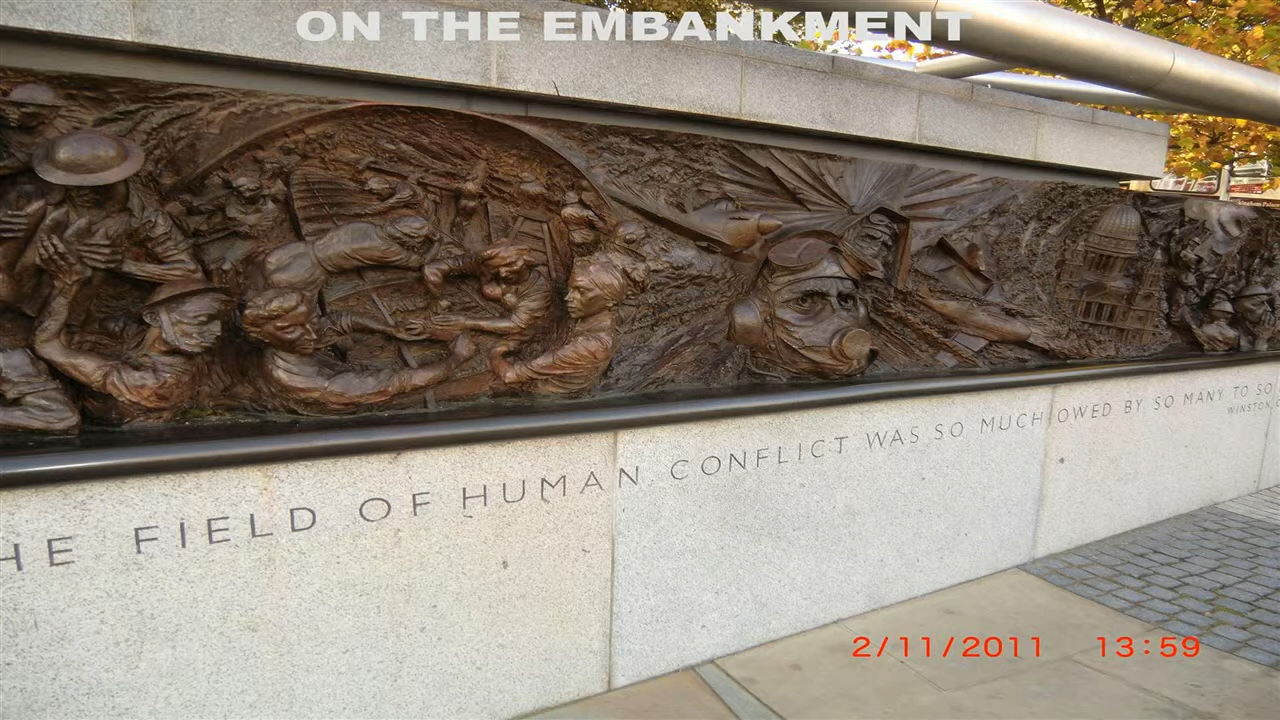 ON THE EMBANKMENT
HE FIELD OF HUMAN CONFLICT WAS SO MUCH OWED BY SO MANY TO SO
WINSTON
2/11/2011 13:59